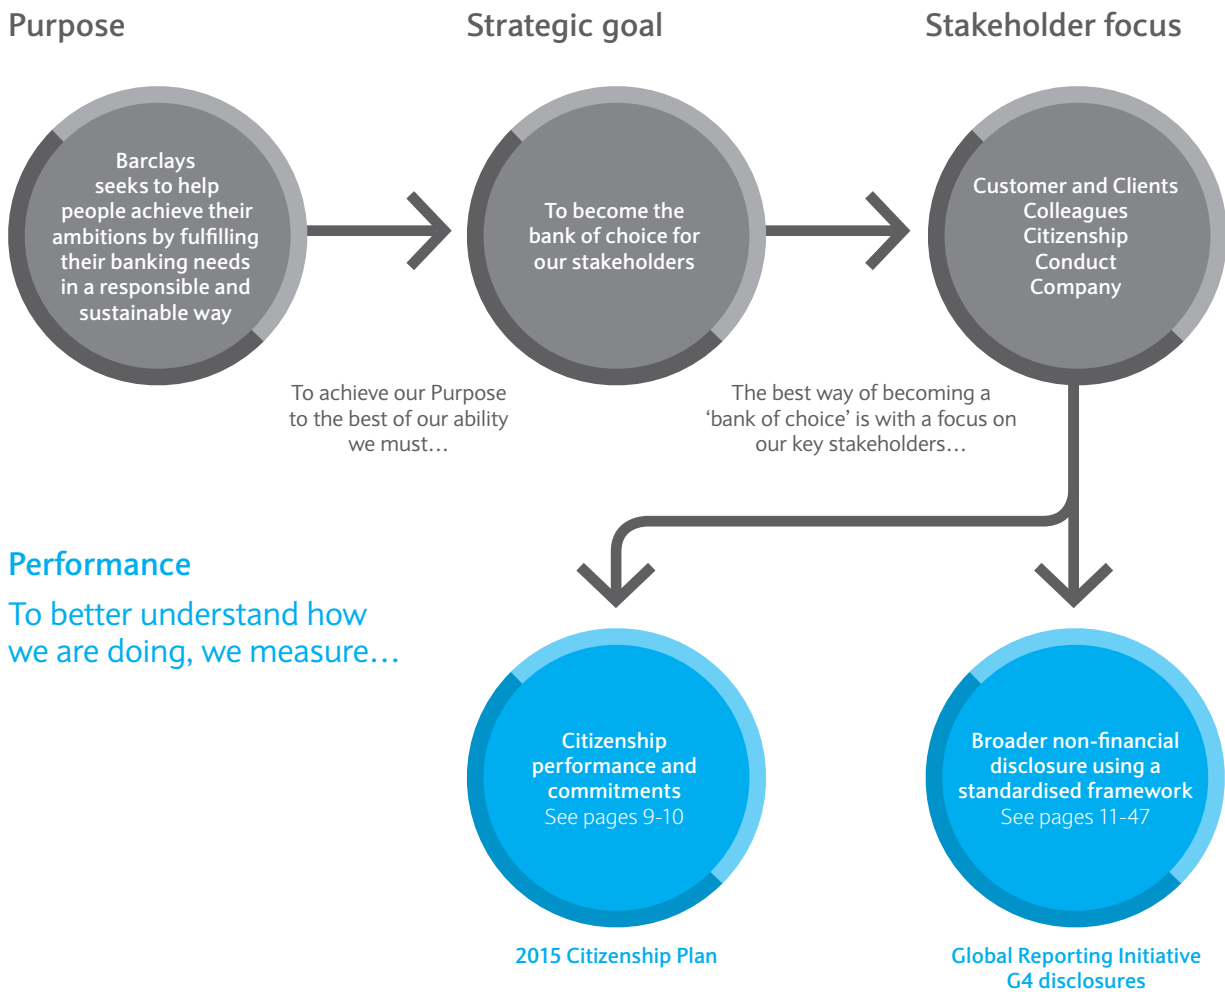 Purpose
Strategic goal
Stakeholder focus
Barclays
seeks to help
people achieve their
ambitions by fulfilling
their banking needs
in a responsible and
sustainable way
To become the
bank of choice for
our stakeholders
Customer and Clients
Colleagues
Citizenship
Conduct
Company
To achieve our Purpose
to the best of our ability
we must…
The best way of becoming a
‘bank of choice’ is with a focus on
our key stakeholders…
Performance
To better understand how
we are doing, we measure…
Citizenship
performance and
commitments
See pages 9-10
Broader non-financial
disclosure using a
standardised framework
See pages 11-47
2015 Citizenship Plan
Global Reporting Initiative
G4 disclosures